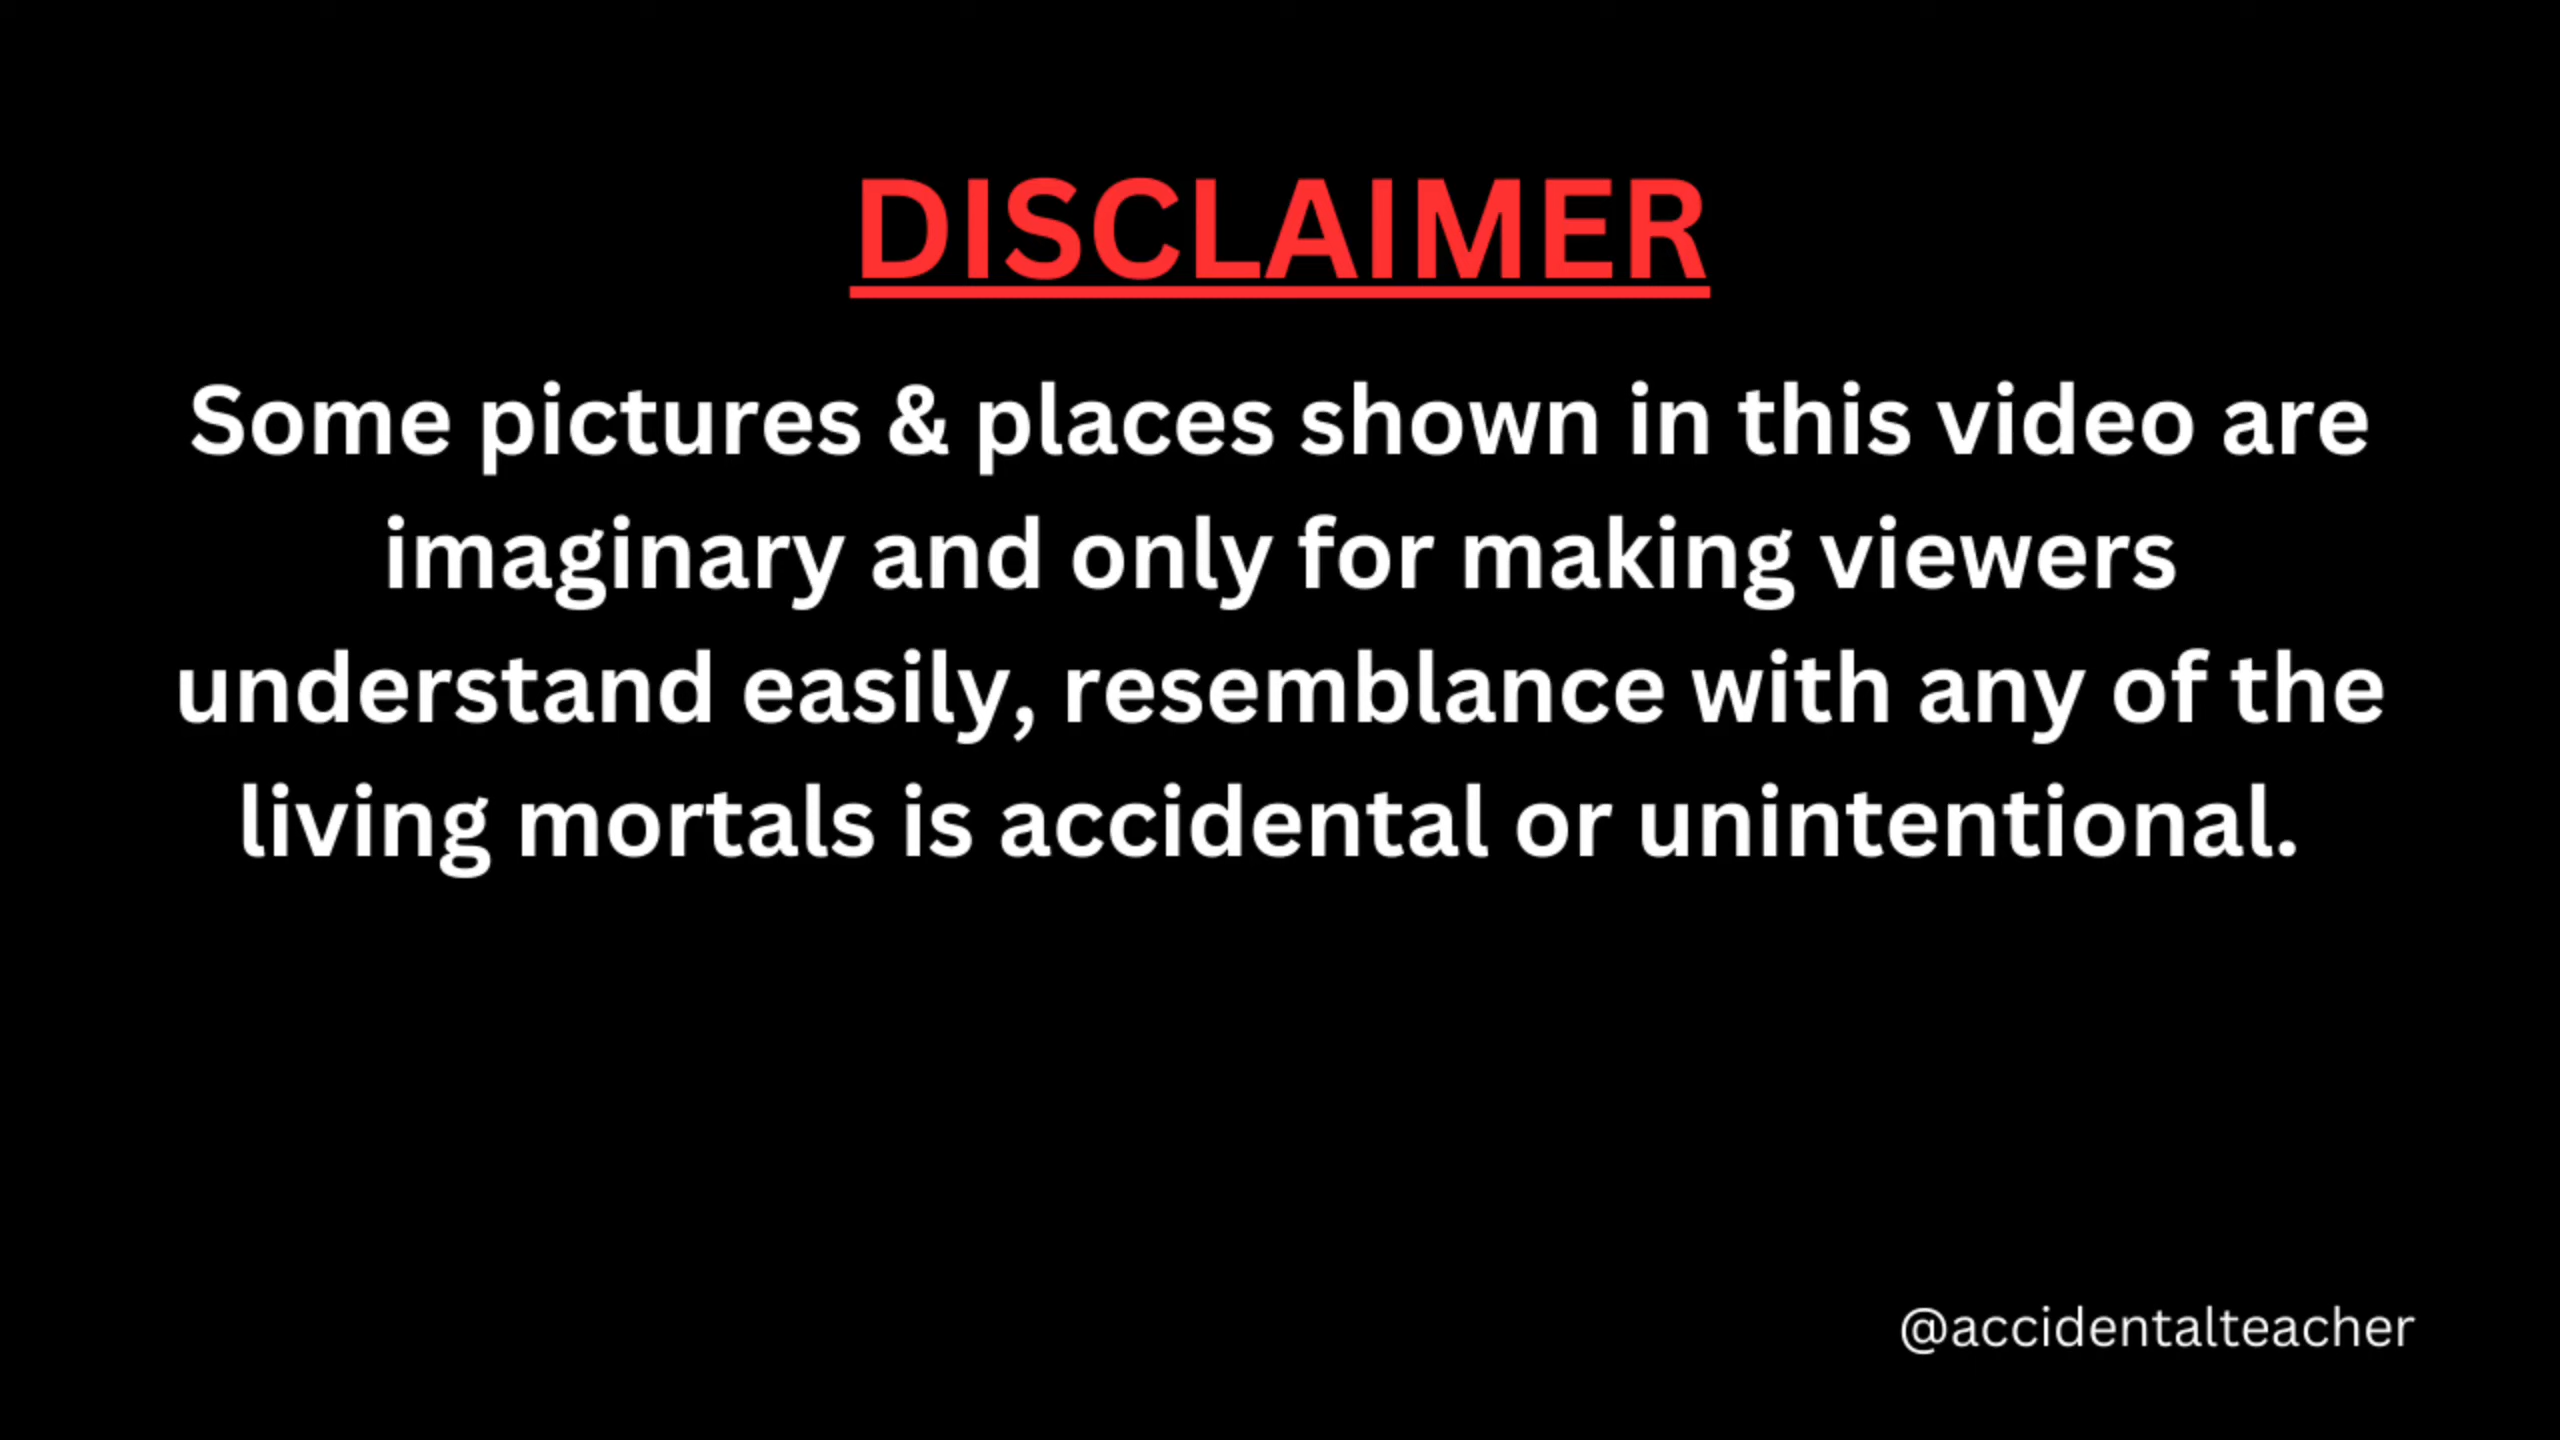 DISCLAIMER
Some pictures & places shown in this video are
imaginary and only for making viewers
understand easily, resemblance with any of the
living mortals is accidental or unintentional.
@accidentalteacher